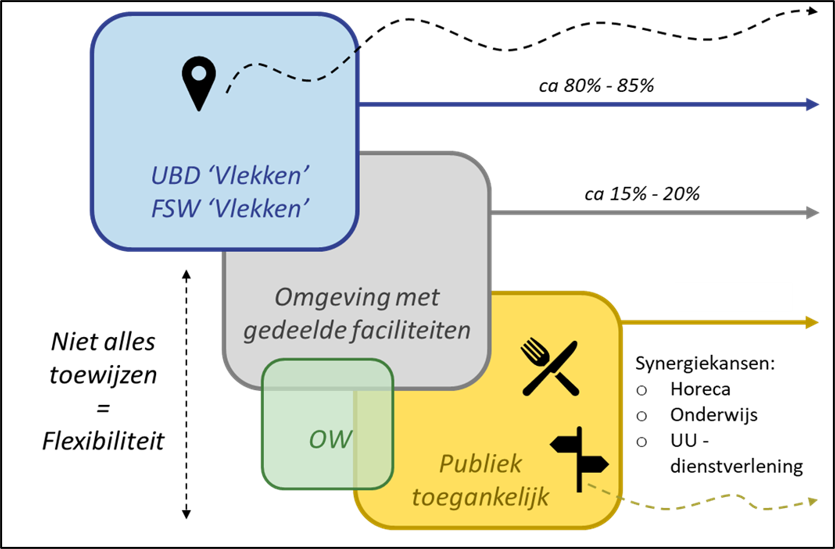 ca 80% - 85%
UBD ‘Vlekken’
FSW ‘Vlekken’
ca 15% - 20%
Omgeving met
gedeelde faciliteiten
Niet alles
toewijzen
=
Flexibiliteit
OW
Publiek
toegankelijk
Synergiekansen:
o Horeca
o Onderwijs
o UU -
dienstverlening